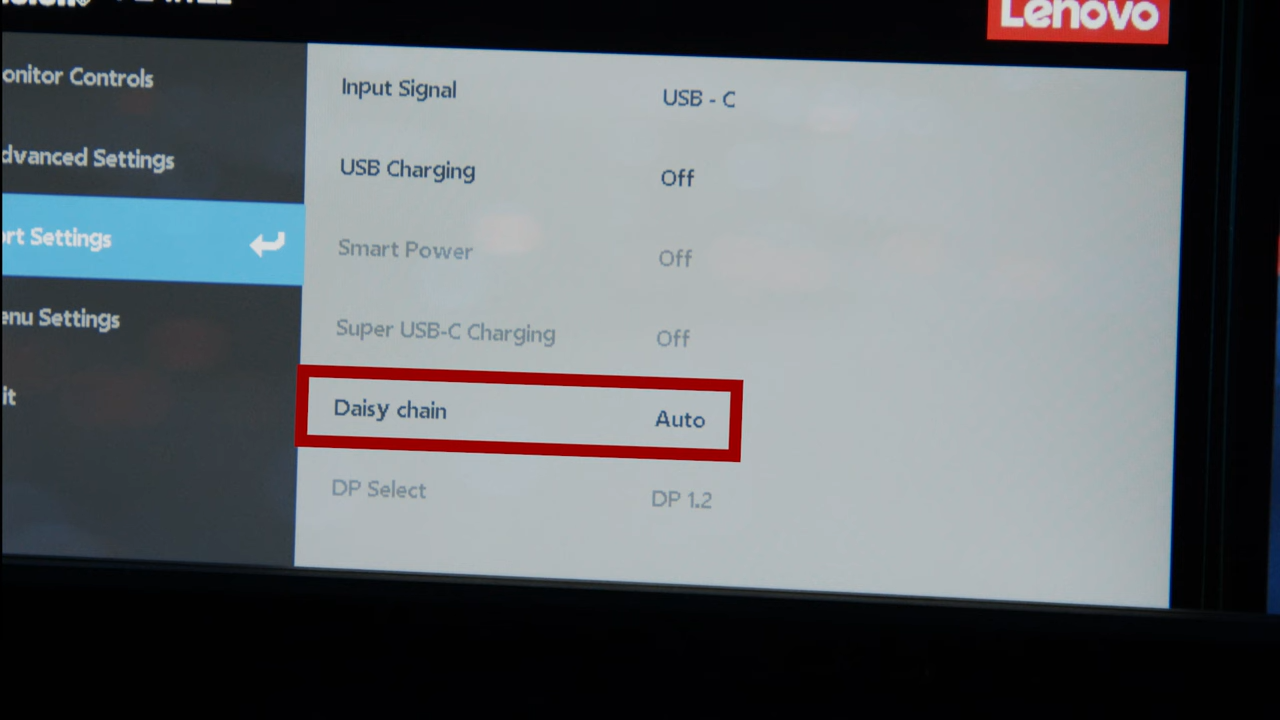 Lenovo
onitor Controls
dvanced Settings
rt Settings
enu Settings
it
Input Signal USB - C
USB Charging Off
Smart Power Off
Super USB-C Charging Off
Daisy chain Auto
DP Select DP 1.2